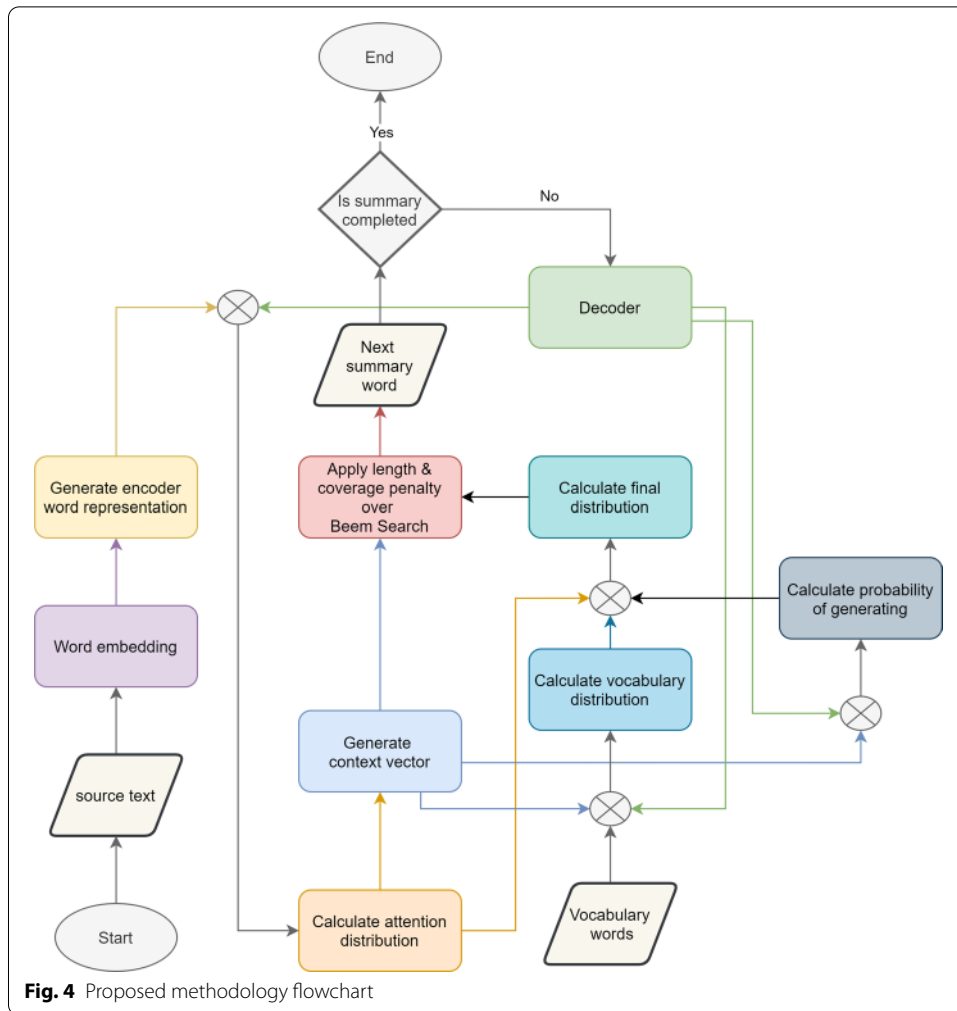 End
Yes
Is summary
completed
No
Decoder
Next
summary
word
Generate encoder
word representation
Apply length &
coverage penalty
over
Beem Search
Calculate final
distribution
Calculate probability
of generating
Word embedding
Calculate vocabulary
distribution
Generate
context vector
source text
Start
Calculate attention
distribution
Vocabulary
words
Fig. 4 Proposed methodology flowchart